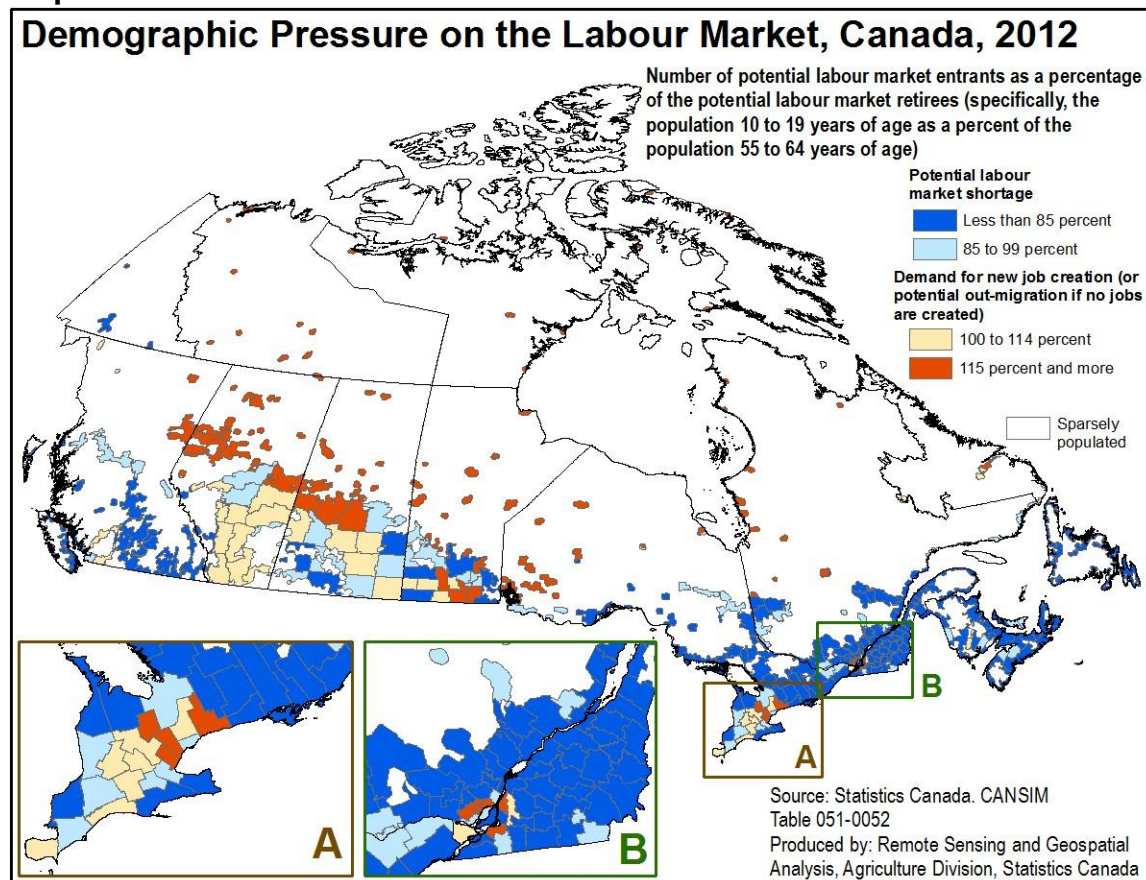 Demographic Pressure on the Labour Market, Canada, 2012
Number of potential labour market entrants as a percentage
of the potential labour market retirees (specifically, the
population 10 to 19 years of age as a percent of the
population 55 to 64 years of age)
Potential labour
market shortage
Less than 85 percent
85 to 99 percent
Demand for new job creation (or
potential out-migration if no jobs
are created)
100 to 114 percent
115 percent and more
Sparsely
populated
B
A
A
B
Source: Statistics Canada. CANSIM
Table 051-0052
Produced by: Remote Sensing and Geospatial
Analysis, Agriculture Division, Statistics Canada